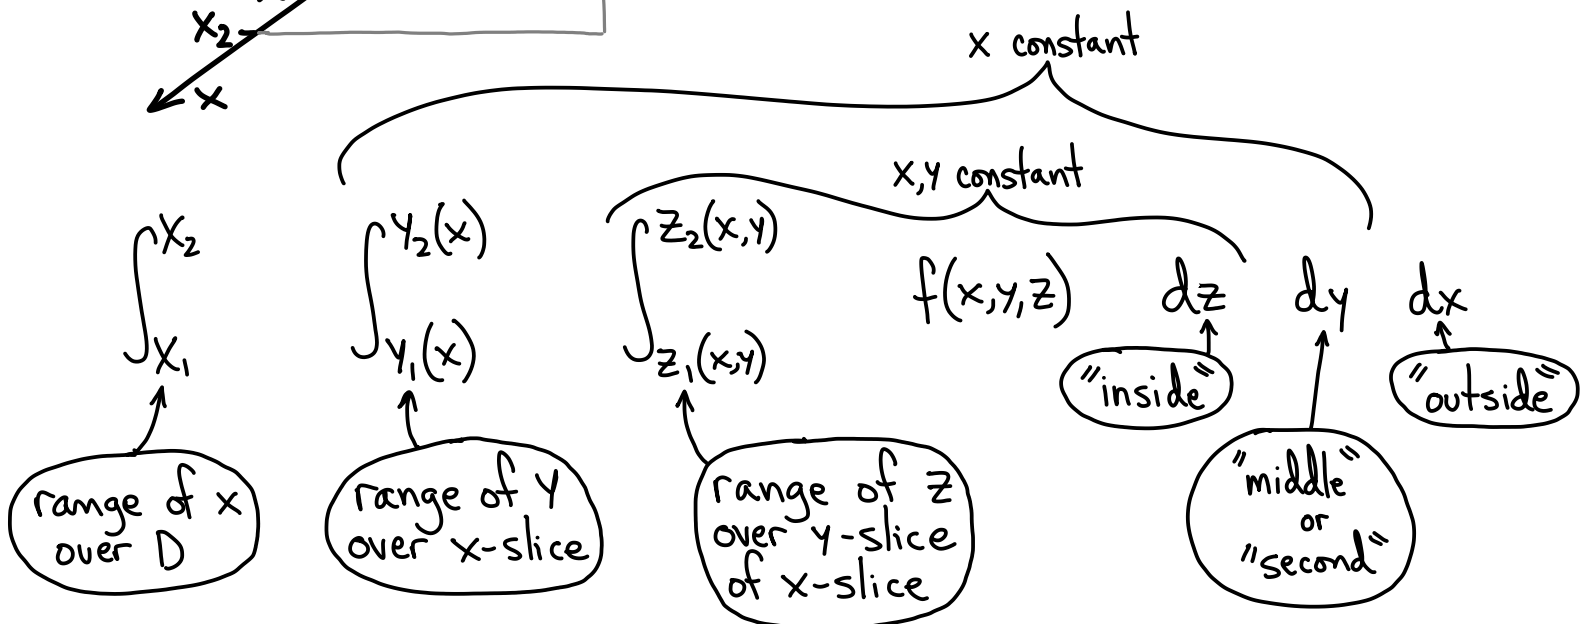 x₂
x
x constant
x,y constant
∫ x₂ y₂(x) z₂(x,y)
f(x,y,z) dz dy dx
x₁ y₁(x) z₁(x,y)
"inside"
"outside"
range of x
over D
range of y
over x-slice
range of z
over y-slice
of x-slice
"middle"
or
"second"